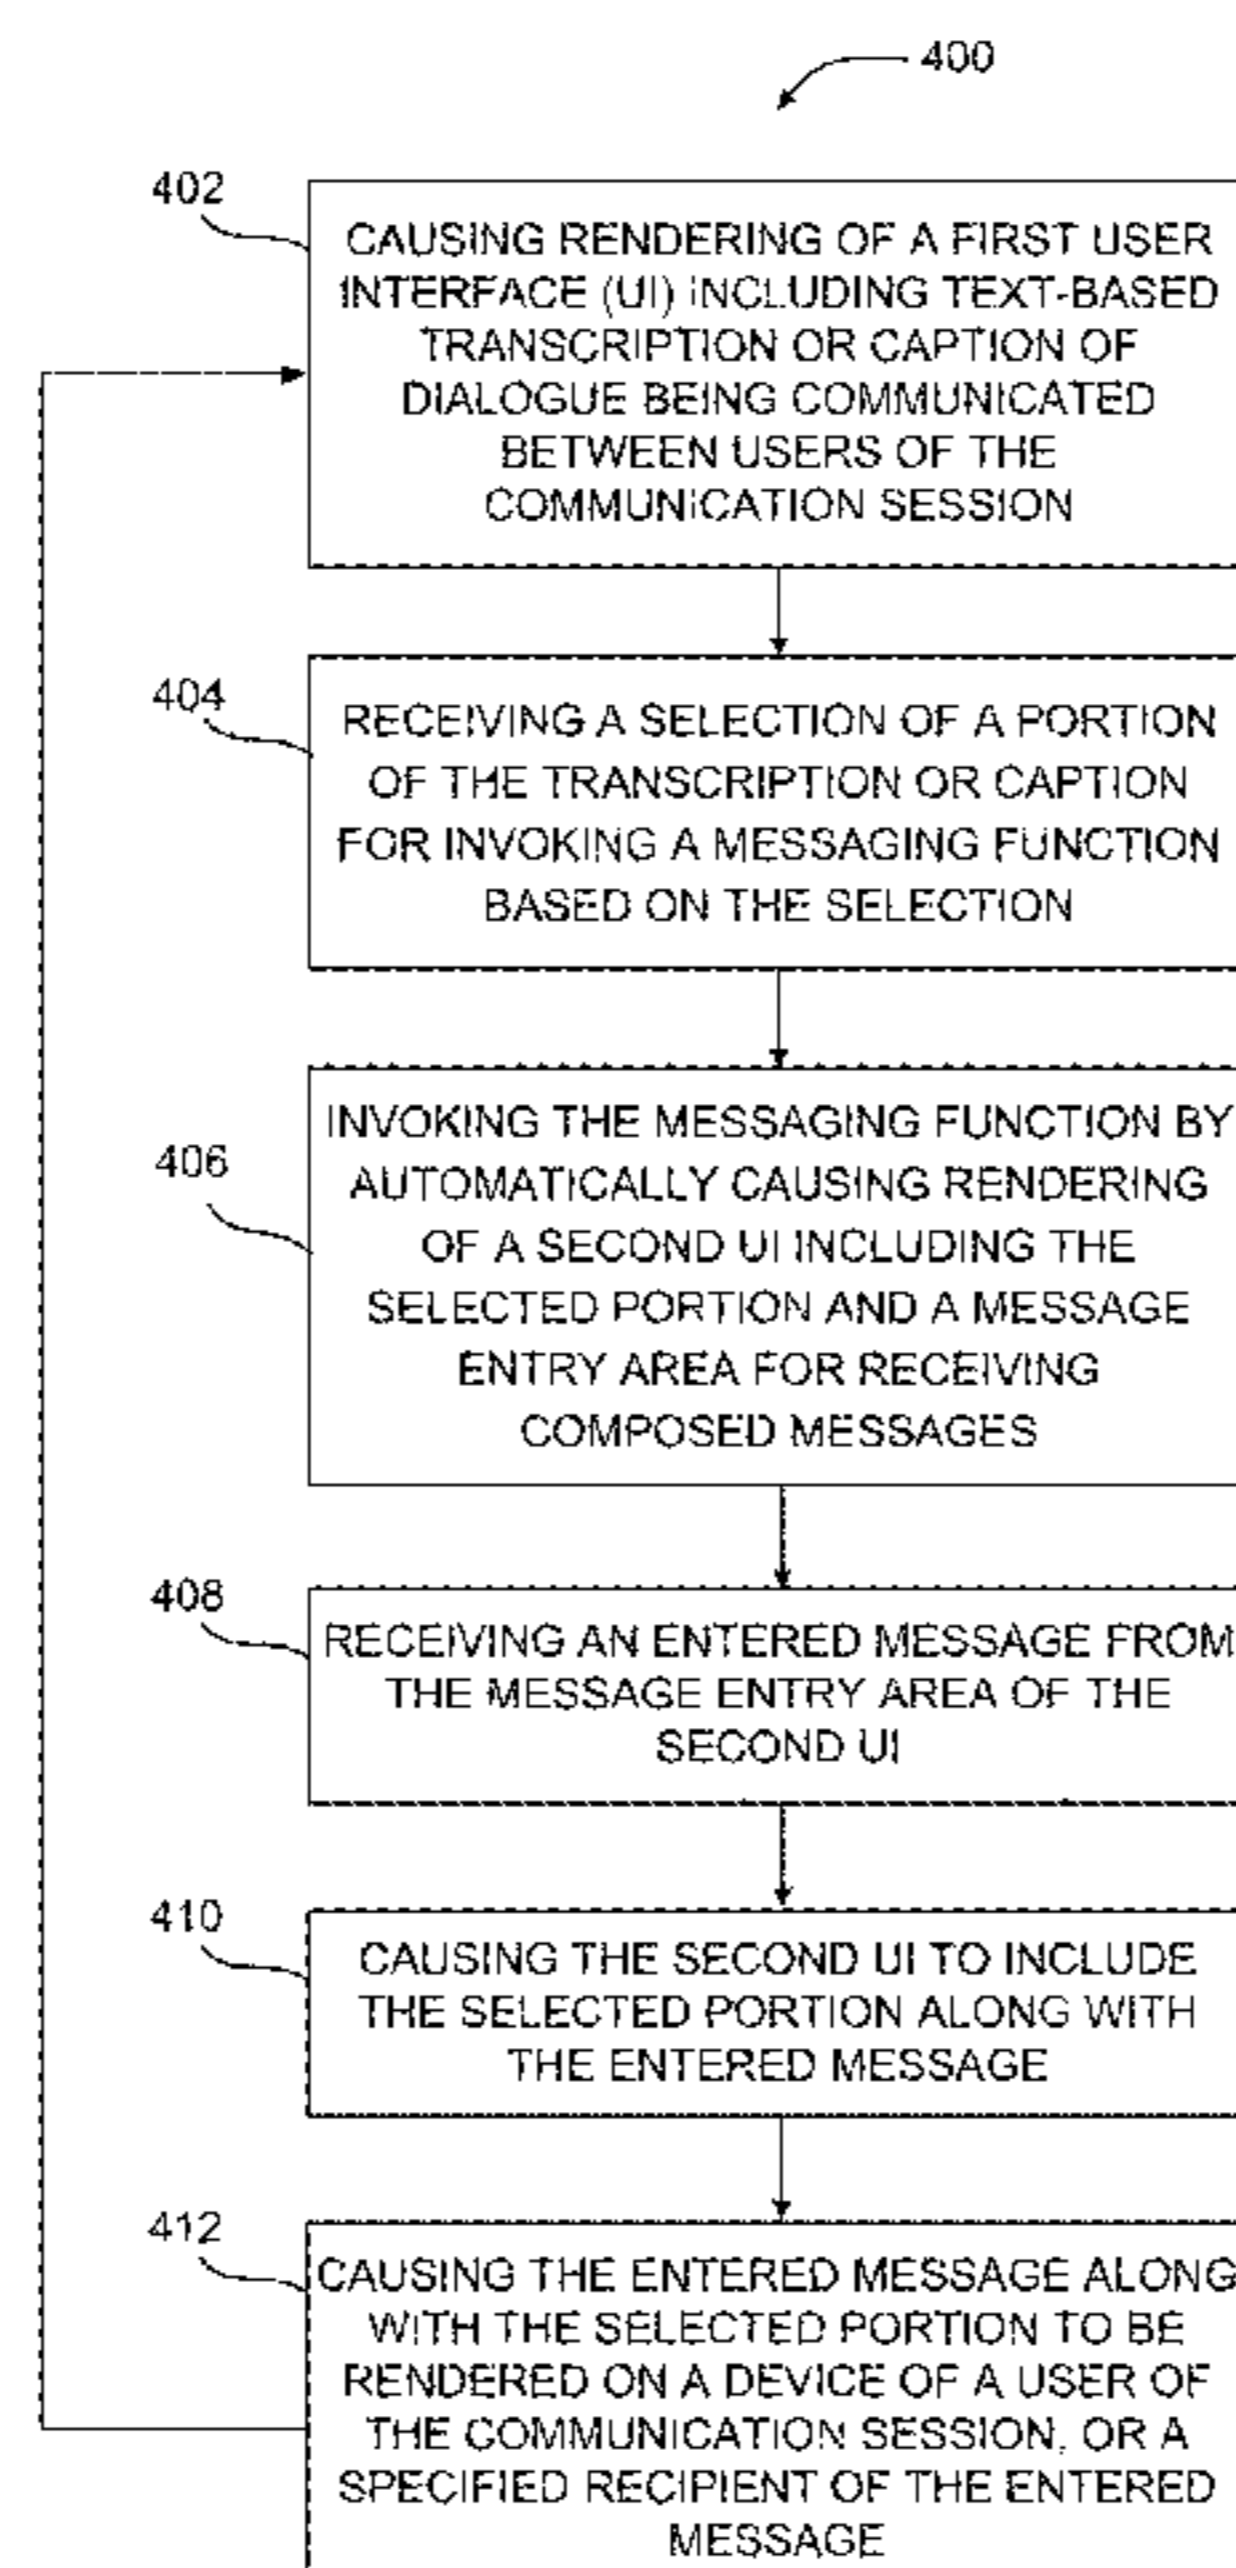 400
402
CAUSING RENDERING OF A FIRST USER
INTERFACE (UI) INCLUDING TEXT-BASED
TRANSCRIPTION OR CAPTION OF
DIALOGUE BEING COMMUNICATED
BETWEEN USERS OF THE
COMMUNICATION SESSION
404
RECEIVING A SELECTION OF A PORTION
OF THE TRANSCRIPTION OR CAPTION
FOR INVOKING A MESSAGING FUNCTION
BASED ON THE SELECTION
406
INVOKING THE MESSAGING FUNCTION BY
AUTOMATICALLY CAUSING RENDERING
OF A SECOND UI INCLUDING THE
SELECTED PORTION AND A MESSAGE
ENTRY AREA FOR RECEIVING
COMPOSED MESSAGES
408
RECEIVING AN ENTERED MESSAGE FROM
THE MESSAGE ENTRY AREA OF THE
SECOND UI
410
CAUSING THE SECOND UI TO INCLUDE
THE SELECTED PORTION ALONG WITH
THE ENTERED MESSAGE
412
CAUSING THE ENTERED MESSAGE ALONG
WITH THE SELECTED PORTION TO BE
RENDERED ON A DEVICE OF A USER OF
THE COMMUNICATION SESSION, OR A
SPECIFIED RECIPIENT OF THE ENTERED
MESSAGE